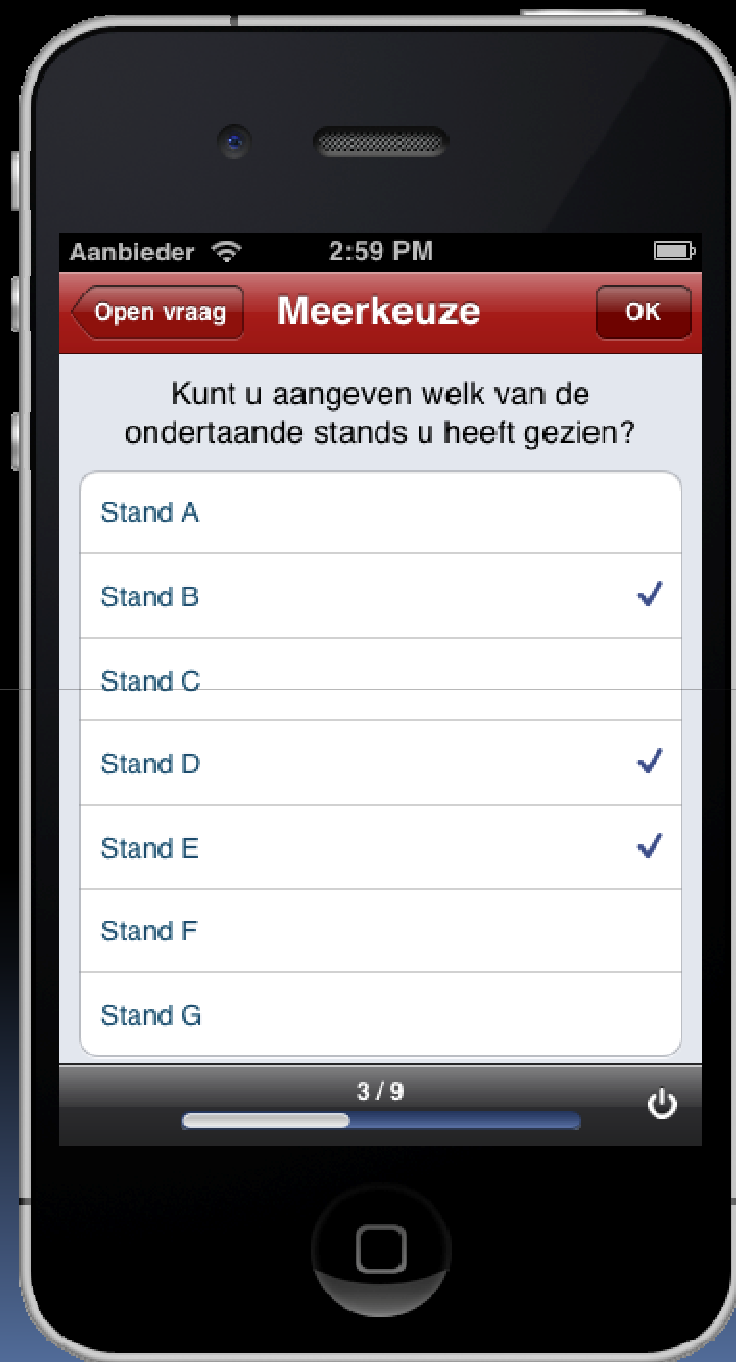 Aanbieder 2:59 PM
Open vraag Meerkeuze OK
Kunt u aangeven welk van de
ondertaande stands u heeft gezien?
Stand A
Stand B
Stand C
Stand D
Stand E
Stand F
Stand G
3 / 9